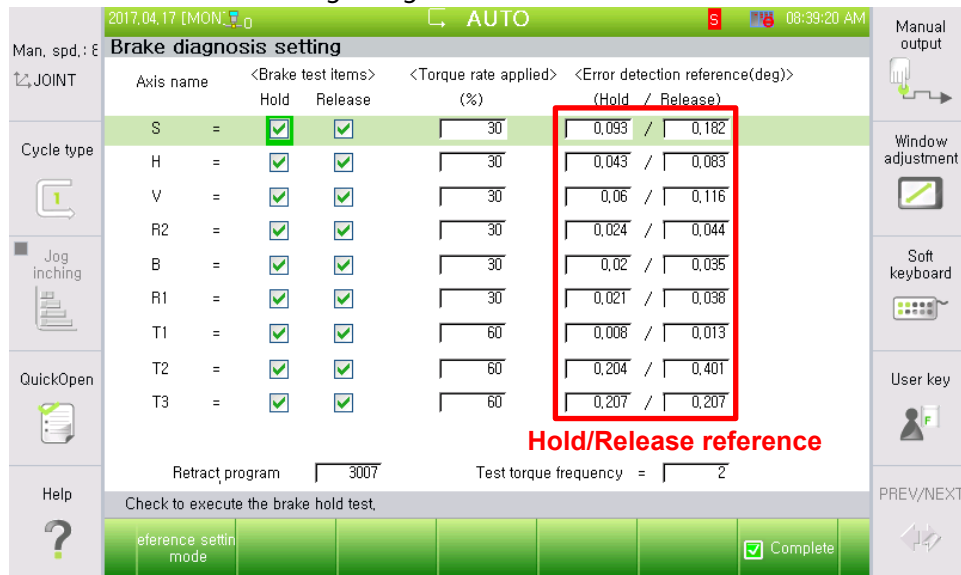 2017,04,17 [MON] 0 AUTO S 08:39:20 AM
Man, spd,: 8
JOINT
Cycle type
1
Jog
inching
QuickOpen
Help
Brake diagnosis setting
Axis name <Brake test items> <Torque rate applied> <Error detection reference(deg)>
Hold Release (%) (Hold / Release)
S = 30 0,093 / 0,182
H = 30 0,043 / 0,083
V = 30 0,06 / 0,116
R2 = 30 0,024 / 0,044
B = 30 0,02 / 0,035
R1 = 30 0,021 / 0,038
T1 = 60 0,008 / 0,013
T2 = 60 0,204 / 0,401
T3 = 60 0,207 / 0,207
Hold/Release reference
Retract program 3007 Test torque frequency = 2
Check to execute the brake hold test,
eference settin
mode
Complete
Manual
output
Window
adjustment
Soft
keyboard
User key
F
PREV/NEXT